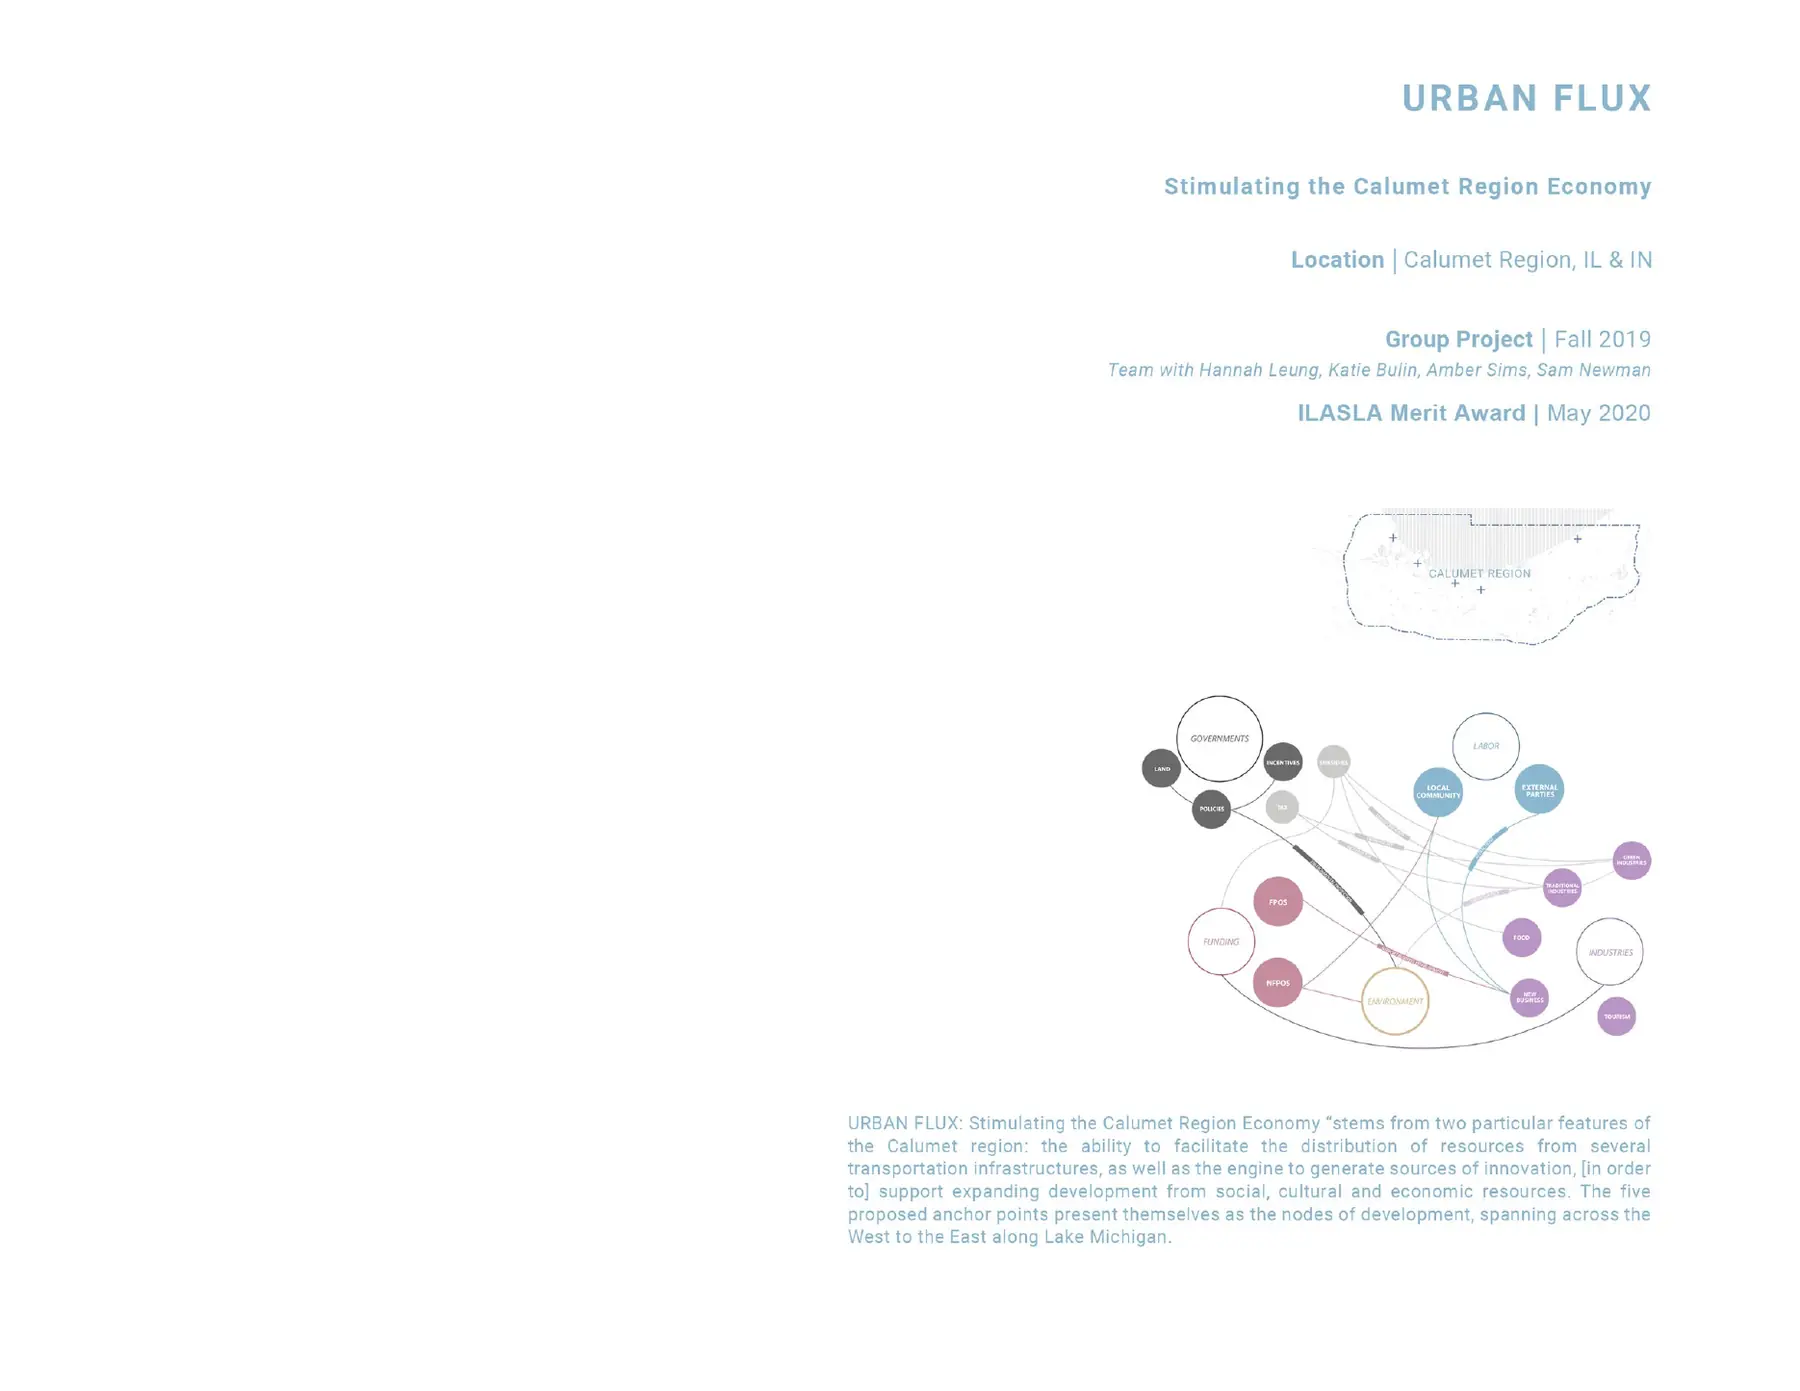 URBAN FLUX
Stimulating the Calumet Region Economy
Location | Calumet Region, IL & IN
Group Project | Fall 2019
Team with Hannah Leung, Katie Bulin, Amber Sims, Sam Newman
ILASLA Merit Award | May 2020
CALUMET REGION
GOVERNMENTS
LABOR
LAND
INCENTIVES
POLICIES
TAX
LOCAL
COMMUNITY
EXTERNAL
PARTIES
GREEN
INDUSTRIES
TRADITIONAL
INDUSTRIES
FPOS
FUNDING
FOOD
INDUSTRIES
NFPOS
ENVIRONMENT
NEW
BUSINESS
TOURISM
URBAN FLUX: Stimulating the Calumet Region Economy “stems from two particular features of
the Calumet region: the ability to facilitate the distribution of resources from several
transportation infrastructures, as well as the engine to generate sources of innovation, [in order
to] support expanding development from social, cultural and economic resources. The five
proposed anchor points present themselves as the nodes of development, spanning across the
West to the East along Lake Michigan.